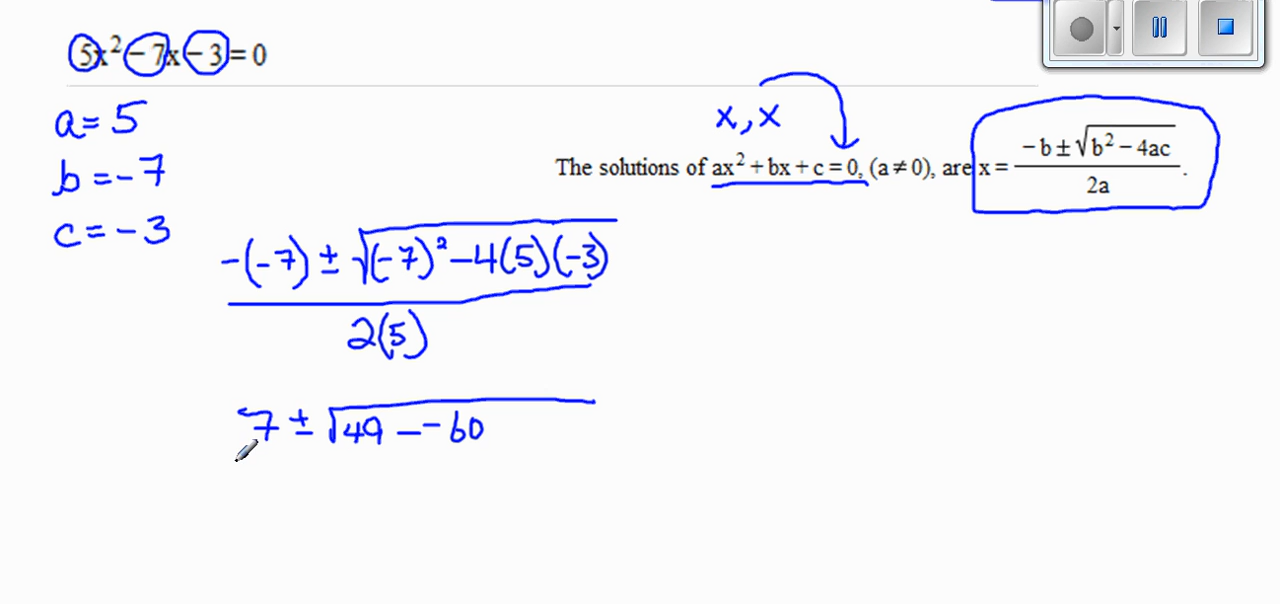 5x² - 7x - 3 = 0
a = 5
b = -7
c = -3
x, x
The solutions of ax² + bx + c = 0, (a ≠ 0), are x = (-b ± √(b² - 4ac)) / 2a.
-(-7) ± √(-7)² - 4(5)(-3)
2(5)
7 ± √49 - - 60